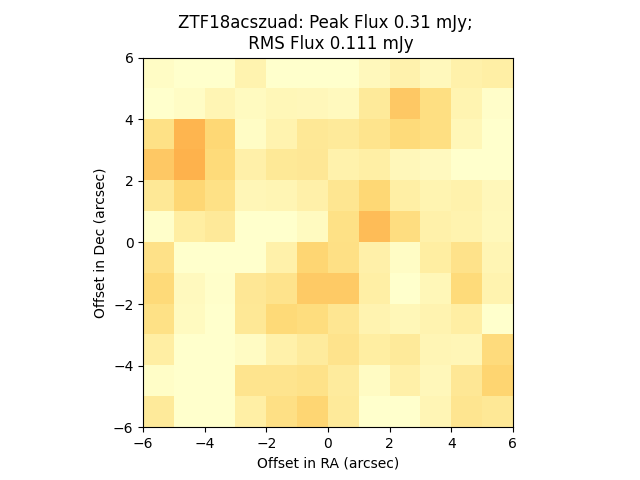 ZTF18acszuad: Peak Flux 0.31 mJy;
RMS Flux 0.111 mJy
6
4
2
0
−2
−4
−6
Offset in Dec (arcsec)
−6 −4 −2 0 2 4 6
Offset in RA (arcsec)